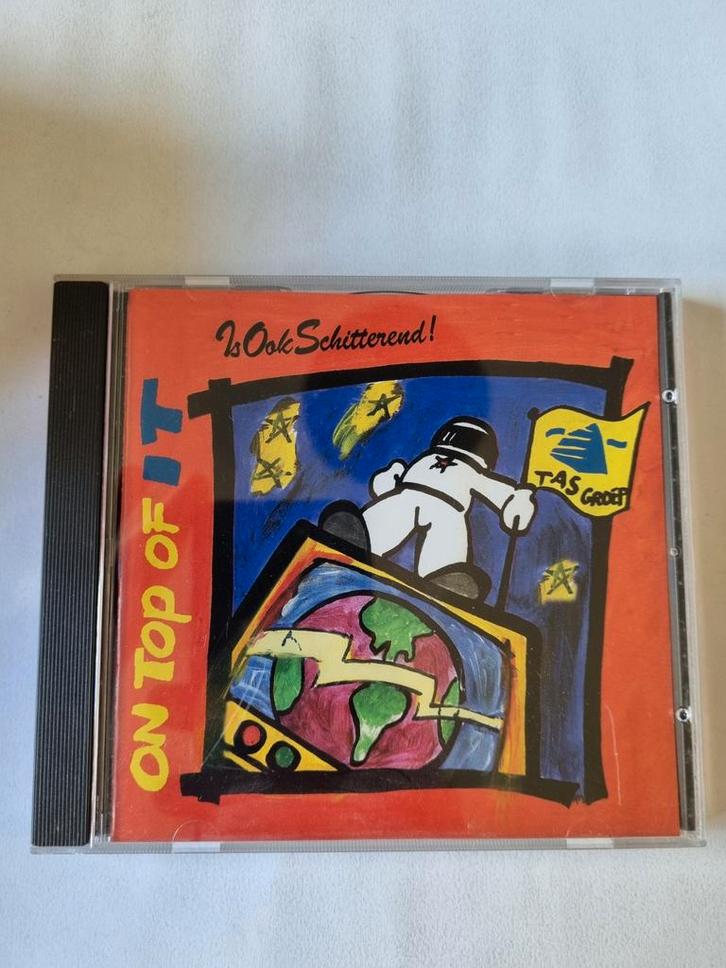 Is Ook Schitterend!
ON TOP OF IT
TAS
GROEP